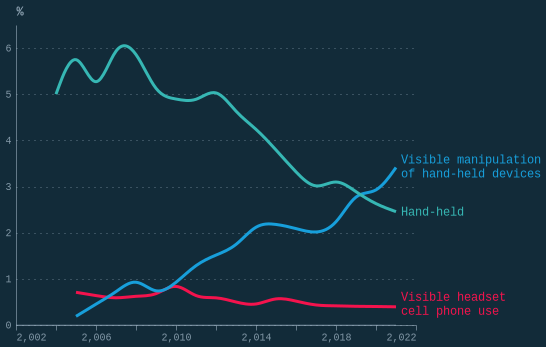 %
6
5
4
3
2
1
0
2,002
2,006
2,010
2,014
2,018
2,022
Visible manipulation
of hand-held devices
Hand-held
Visible headset
cell phone use